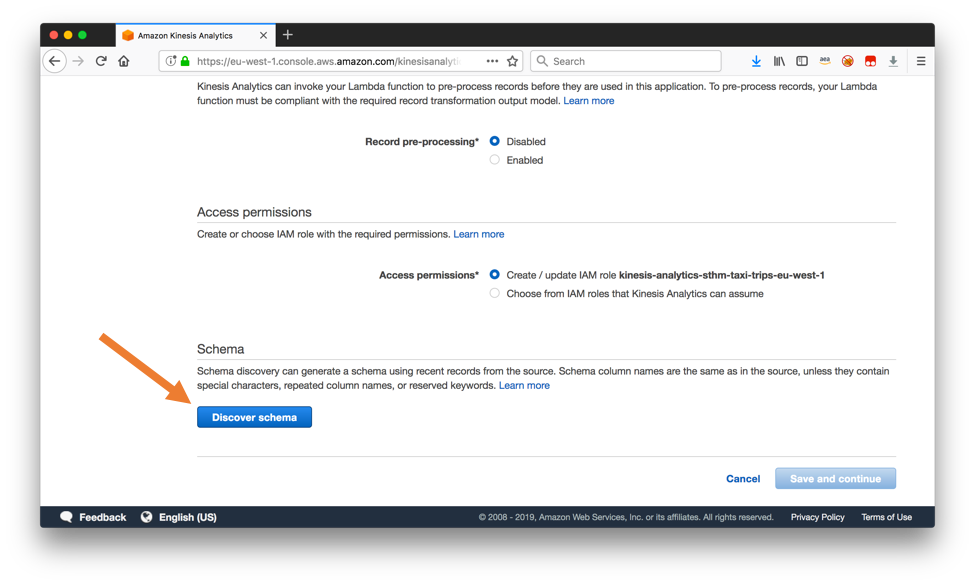 Amazon Kinesis Analytics
https://eu-west-1.console.aws.amazon.com/kinesisanalyti
Search
aea
Kinesis Analytics can invoke your Lambda function to pre-process records before they are used in this application. To pre-process records, your Lambda
function must be compliant with the required record transformation output model. Learn more
Record pre-processing* Disabled
Enabled
Access permissions
Create or choose IAM role with the required permissions. Learn more
Access permissions* Create / update IAM role kinesis-analytics-sthm-taxi-trips-eu-west-1
Choose from IAM roles that Kinesis Analytics can assume
Schema
Schema discovery can generate a schema using recent records from the source. Schema column names are the same as in the source, unless they contain
special characters, repeated column names, or reserved keywords. Learn more
Discover schema
Cancel Save and continue
Feedback English (US) © 2008 - 2019, Amazon Web Services, Inc. or its affiliates. All rights reserved. Privacy Policy Terms of Use